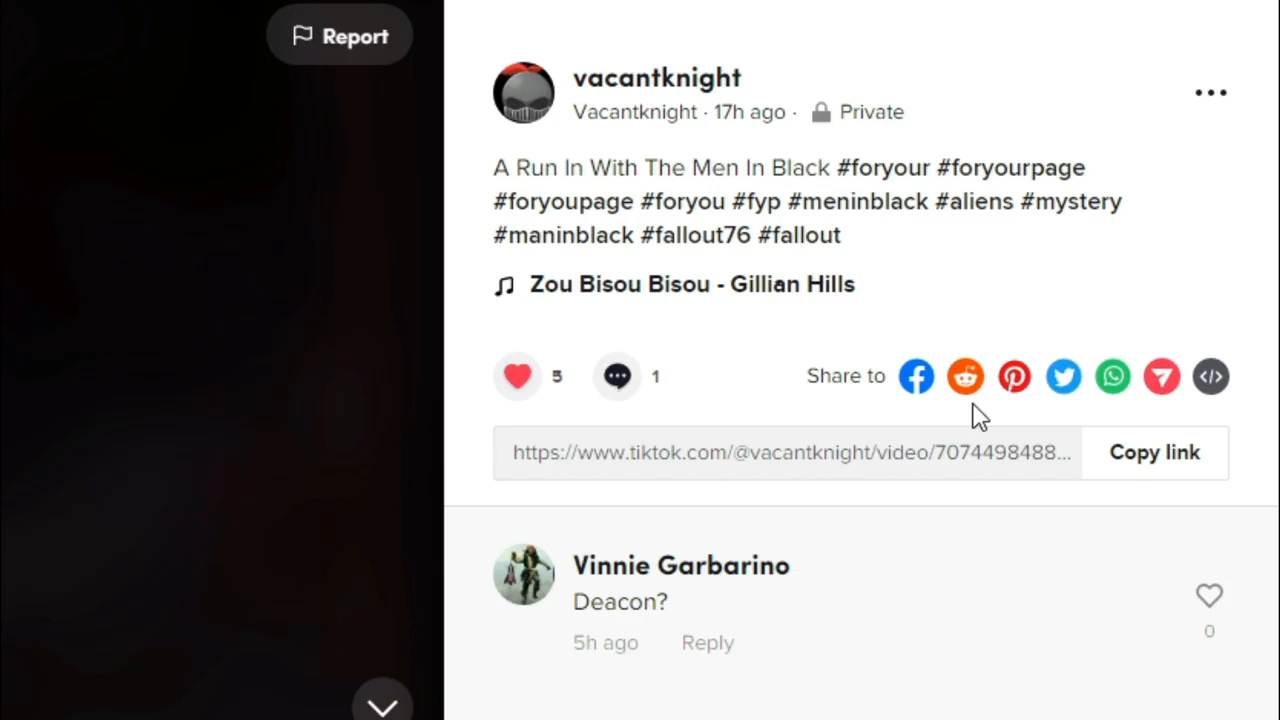 Report
vacantknight
Vacantknight · 17h ago · Private
A Run In With The Men In Black #foryour #foryourpage
#foryoupage #foryou #fyp #meninblack #aliens #mystery
#maninblack #fallout76 #fallout
Zou Bisou Bisou - Gillian Hills
5 1 Share to
https://www.tiktok.com/@vacantknight/video/7074498488... Copy link
Vinnie Garbarino
Deacon?
0
5h ago Reply